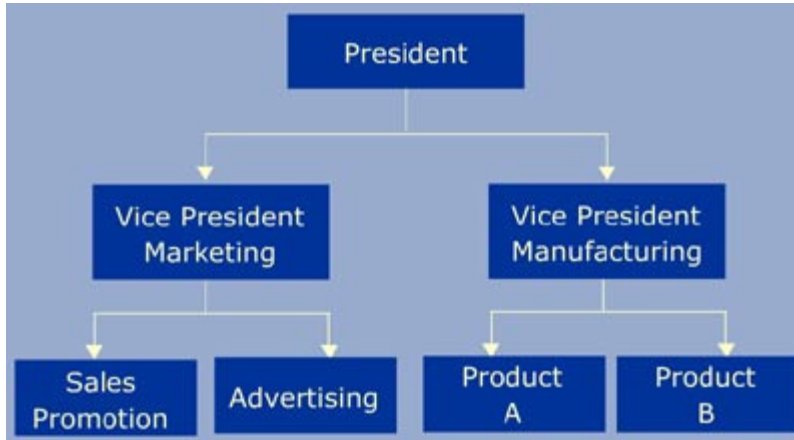 President
Vice President
Marketing
Vice President
Manufacturing
Sales
Promotion
Advertising
Product
A
Product
B